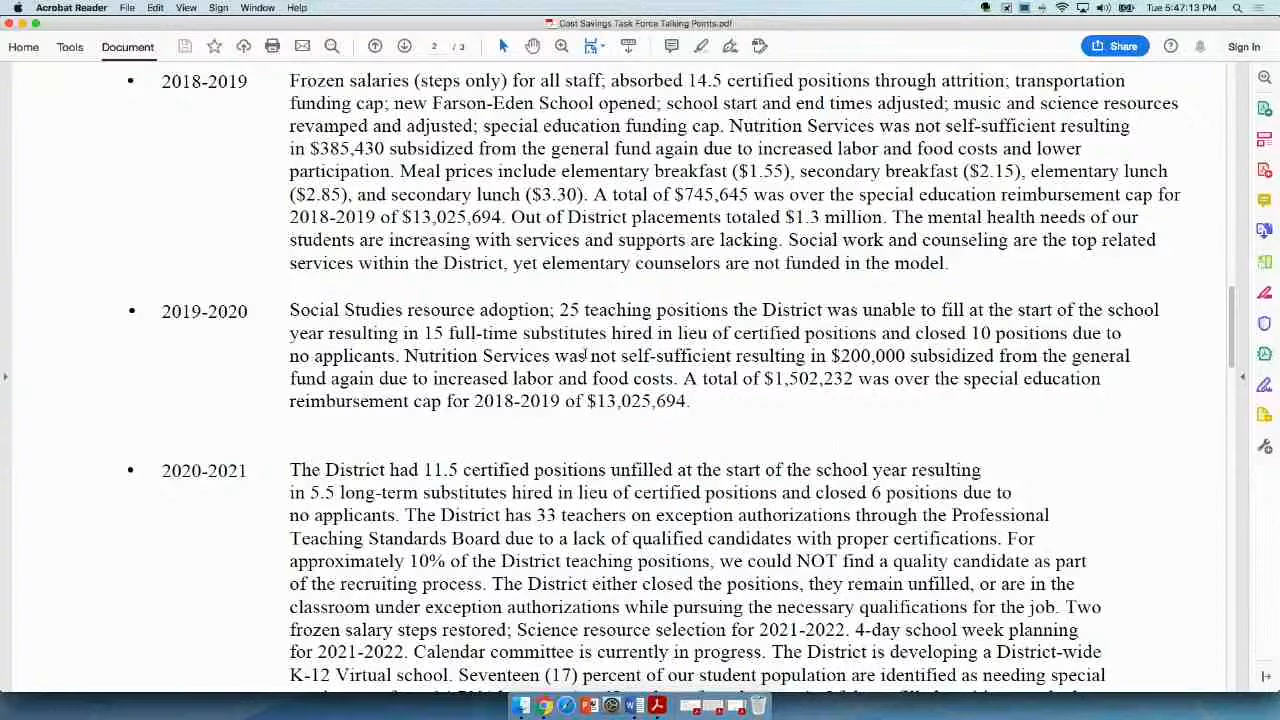 Acrobat Reader File Edit View Sign Window Help Tue 5:47:13 PM
Cost Savings Task Force Talking Points.pdf
Home Tools Document 2 / 3 Share Sign In
• 2018-2019 Frozen salaries (steps only) for all staff; absorbed 14.5 certified positions through attrition; transportation
funding cap; new Farson-Eden School opened; school start and end times adjusted; music and science resources
revamped and adjusted; special education funding cap. Nutrition Services was not self-sufficient resulting
in $385,430 subsidized from the general fund again due to increased labor and food costs and lower
participation. Meal prices include elementary breakfast ($1.55), secondary breakfast ($2.15), elementary lunch
($2.85), and secondary lunch ($3.30). A total of $745,645 was over the special education reimbursement cap for
2018-2019 of $13,025,694. Out of District placements totaled $1.3 million. The mental health needs of our
students are increasing with services and supports are lacking. Social work and counseling are the top related
services within the District, yet elementary counselors are not funded in the model.
• 2019-2020 Social Studies resource adoption; 25 teaching positions the District was unable to fill at the start of the school
year resulting in 15 full-time substitutes hired in lieu of certified positions and closed 10 positions due to
no applicants. Nutrition Services was not self-sufficient resulting in $200,000 subsidized from the general
fund again due to increased labor and food costs. A total of $1,502,232 was over the special education
reimbursement cap for 2018-2019 of $13,025,694.
• 2020-2021 The District had 11.5 certified positions unfilled at the start of the school year resulting
in 5.5 long-term substitutes hired in lieu of certified positions and closed 6 positions due to
no applicants. The District has 33 teachers on exception authorizations through the Professional
Teaching Standards Board due to a lack of qualified candidates with proper certifications. For
approximately 10% of the District teaching positions, we could NOT find a quality candidate as part
of the recruiting process. The District either closed the positions, they remain unfilled, or are in the
classroom under exception authorizations while pursuing the necessary qualifications for the job. Two
frozen salary steps restored; Science resource selection for 2021-2022. 4-day school week planning
for 2021-2022. Calendar committee is currently in progress. The District is developing a District-wide
K-12 Virtual school. Seventeen (17) percent of our student population are identified as needing special